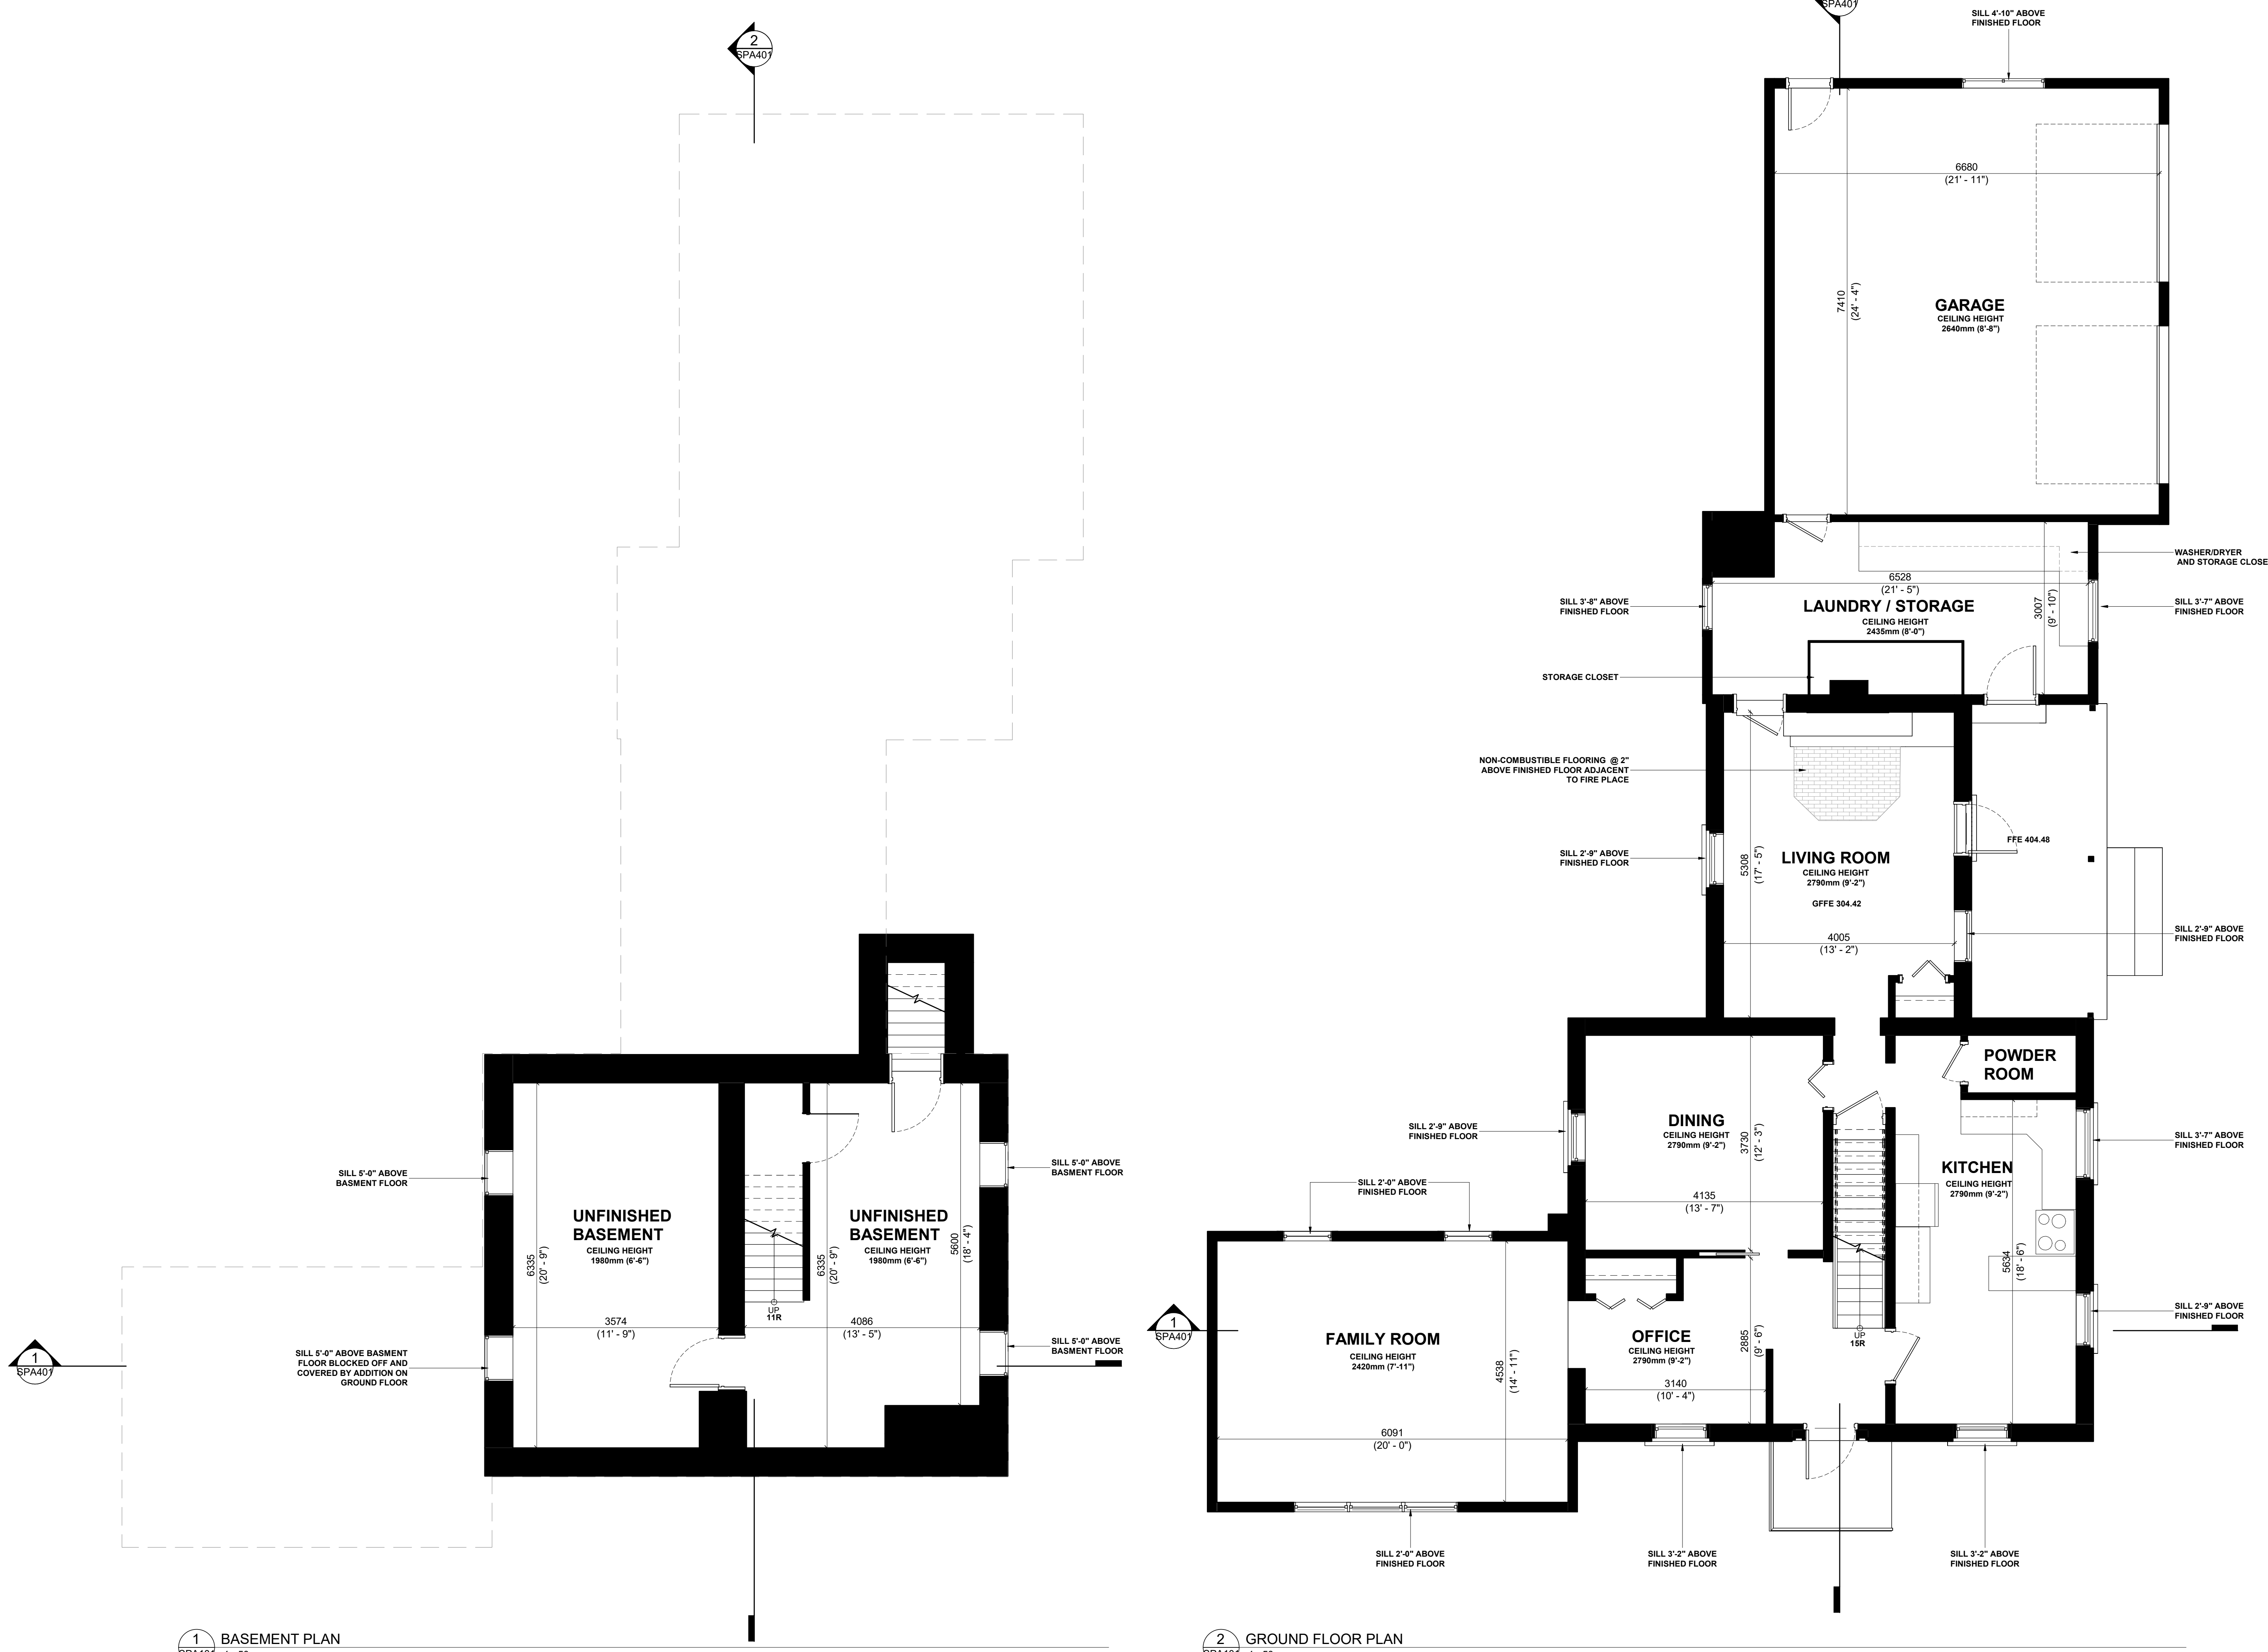 2
SPA401
SILL 5'-0" ABOVE
BASMENT FLOOR
SILL 5'-0" ABOVE BASMENT
FLOOR BLOCKED OFF AND
COVERED BY ADDITION ON
GROUND FLOOR
1
SPA401
UNFINISHED
BASEMENT
CEILING HEIGHT
1980mm (6'-6")
6335
(20' - 9")
3574
(11' - 9")
UP
11R
UNFINISHED
BASEMENT
CEILING HEIGHT
1980mm (6'-6")
6335
(20' - 9")
5600
(18' - 4")
4086
(13' - 5")
SILL 5'-0" ABOVE
BASMENT FLOOR
SILL 5'-0" ABOVE
BASMENT FLOOR
1
BASEMENT PLAN
SPA401
SILL 4'-10" ABOVE
FINISHED FLOOR
6680
(21' - 11")
7410
(24' - 4")
GARAGE
CEILING HEIGHT
2640mm (8'-8")
WASHER/DRYER
AND STORAGE CLOSE
6528
(21' - 5")
LAUNDRY / STORAGE
CEILING HEIGHT
2435mm (8'-0")
3007
(9' - 10")
SILL 3'-8" ABOVE
FINISHED FLOOR
SILL 3'-7" ABOVE
FINISHED FLOOR
STORAGE CLOSET
NON-COMBUSTIBLE FLOORING @ 2"
ABOVE FINISHED FLOOR ADJACENT
TO FIRE PLACE
FFE 404.48
SILL 2'-9" ABOVE
FINISHED FLOOR
5308
(17' - 5")
LIVING ROOM
CEILING HEIGHT
2790mm (9'-2")
GFFE 304.42
4005
(13' - 2")
SILL 2'-9" ABOVE
FINISHED FLOOR
POWDER
ROOM
DINING
CEILING HEIGHT
2790mm (9'-2")
3730
(12' - 3")
4135
(13' - 7")
SILL 2'-9" ABOVE
FINISHED FLOOR
SILL 3'-7" ABOVE
FINISHED FLOOR
KITCHEN
CEILING HEIGHT
2790mm (9'-2")
5634
(18' - 6")
SILL 2'-0" ABOVE
FINISHED FLOOR
SILL 2'-9" ABOVE
FINISHED FLOOR
1
SPA401
FAMILY ROOM
CEILING HEIGHT
2420mm (7'-11")
4538
(14' - 11")
6091
(20' - 0")
OFFICE
CEILING HEIGHT
2790mm (9'-2")
2885
(9' - 6")
3140
(10' - 4")
UP
15R
SILL 2'-0" ABOVE
FINISHED FLOOR
SILL 3'-2" ABOVE
FINISHED FLOOR
SILL 3'-2" ABOVE
FINISHED FLOOR
2
GROUND FLOOR PLAN